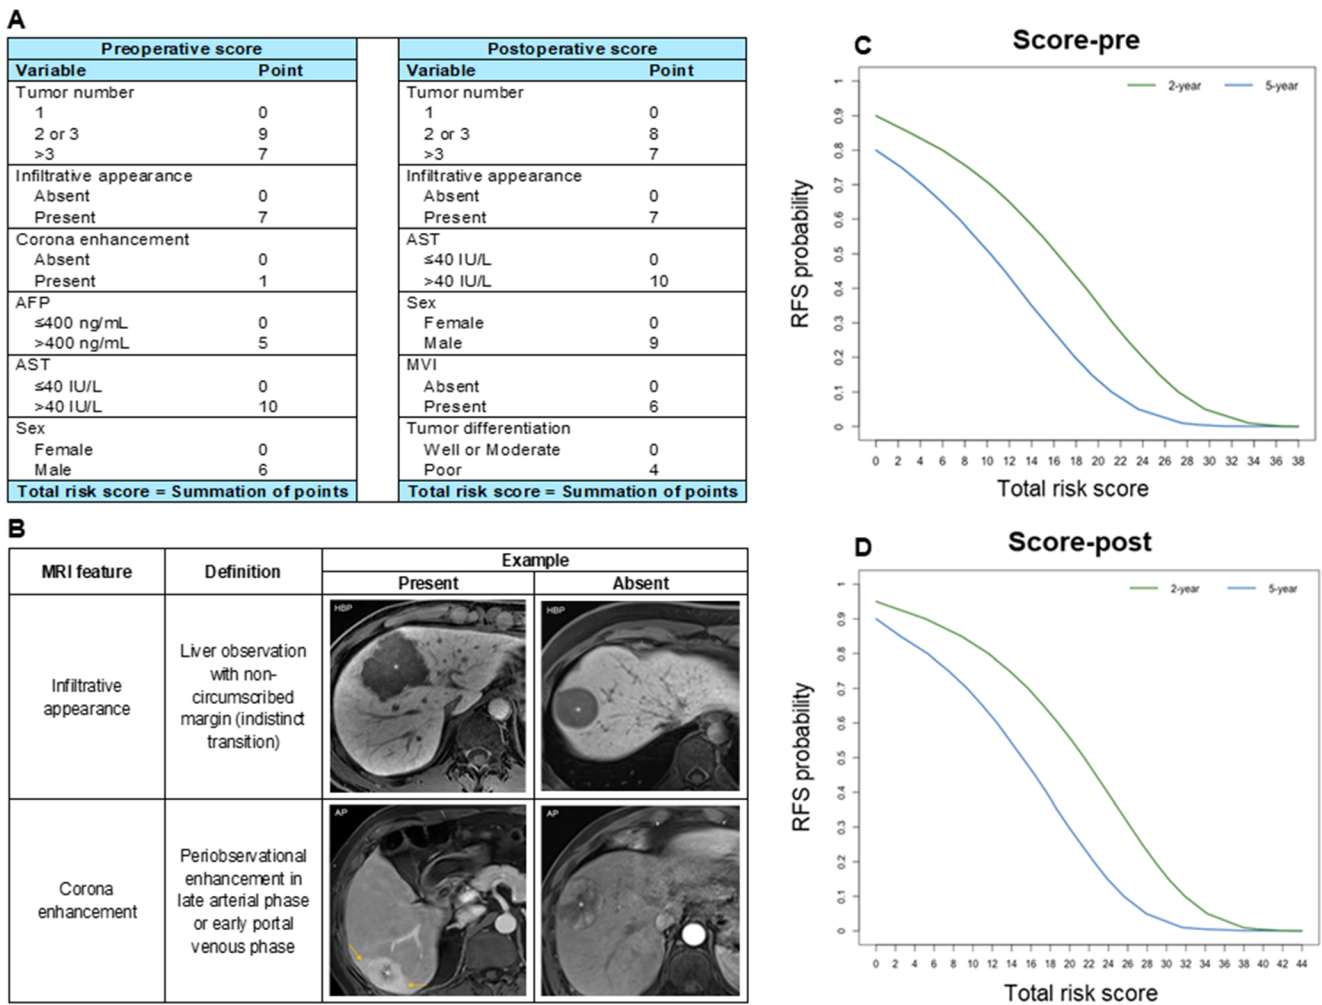 A
Preoperative score
Variable Point
Tumor number
1 0
2 or 3 9
>3 7
Infiltrative appearance
Absent 0
Present 7
Corona enhancement
Absent 0
Present 1
AFP
≤400 ng/mL 0
>400 ng/mL 5
AST
≤40 IU/L 0
>40 IU/L 10
Sex
Female 0
Male 6
Total risk score = Summation of points
Postoperative score
Variable Point
Tumor number
1 0
2 or 3 8
>3 7
Infiltrative appearance
Absent 0
Present 7
AST
≤40 IU/L 0
>40 IU/L 10
Sex
Female 0
Male 9
MVI
Absent 0
Present 6
Tumor differentiation
Well or Moderate 0
Poor 4
Total risk score = Summation of points
B
MRI feature
Definition
Example
Present
Absent
Infiltrative
appearance
Liver observation
with non-
circumscribed
margin (indistinct
transition)
HBP
HBP
Corona
enhancement
Periobservational
enhancement in
late arterial phase
or early portal
venous phase
AP
AP
C
Score-pre
2-year
5-year
RFS probability
1
0.9
0.8
0.7
0.6
0.5
0.4
0.3
0.2
0.1
0
0 2 4 6 8 10 12 14 16 18 20 22 24 26 28 30 32 34 36 38
Total risk score
D
Score-post
2-year
5-year
RFS probability
1
0.9
0.8
0.7
0.6
0.5
0.4
0.3
0.2
0.1
0
0 2 4 6 8 10 12 14 16 18 20 22 24 26 28 30 32 34 36 38 40 42 44
Total risk score